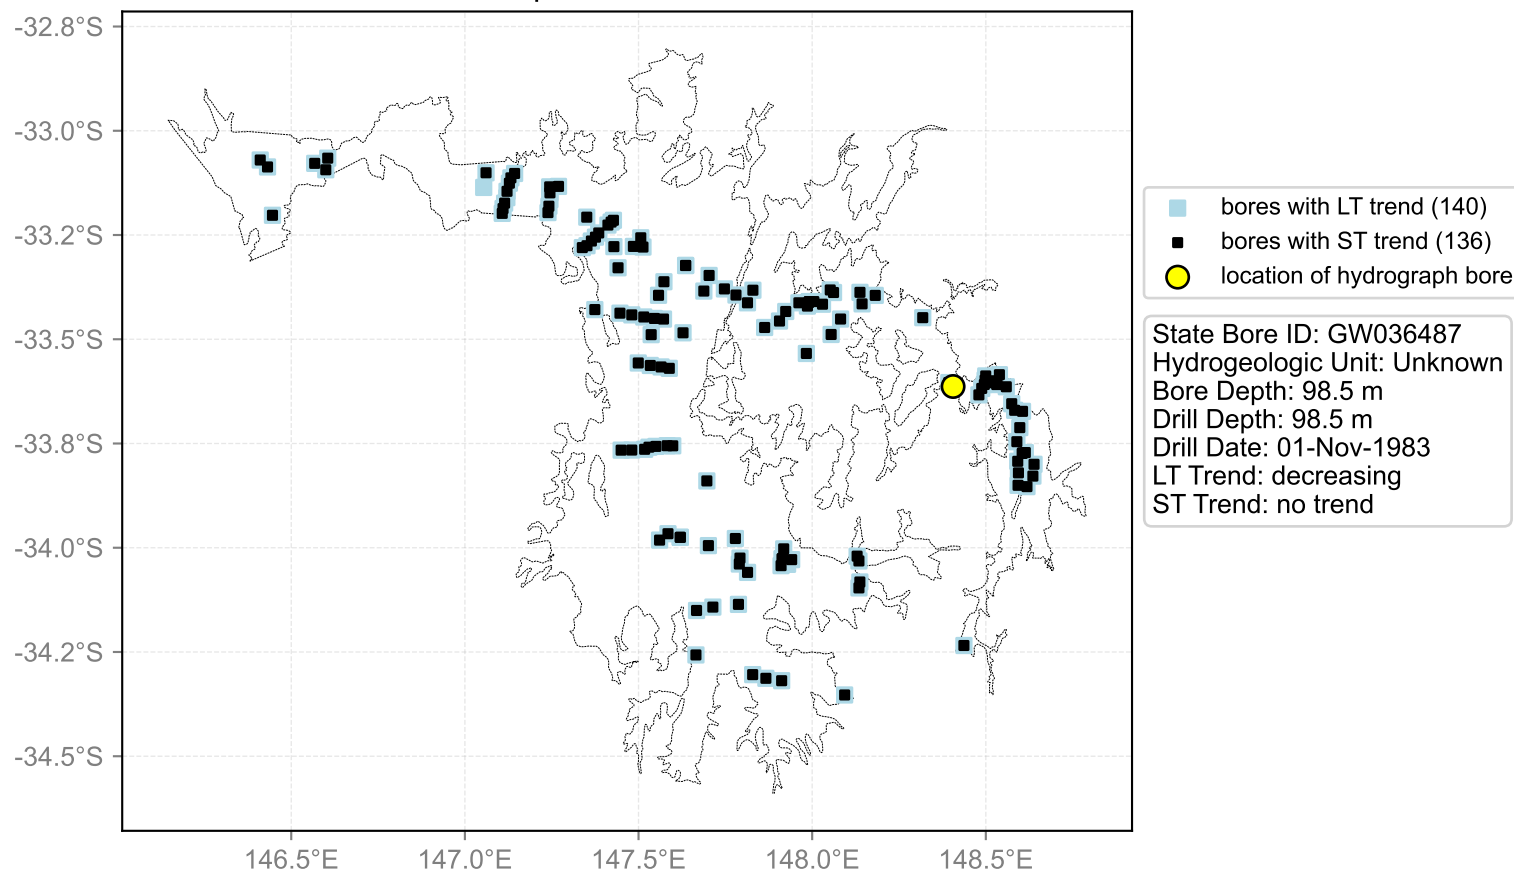 -32.8°S
-33.0°S
-33.2°S
-33.5°S
-33.8°S
-34.0°S
-34.2°S
-34.5°S
146.5°E
147.0°E
147.5°E
148.0°E
148.5°E
bores with LT trend (140)
bores with ST trend (136)
location of hydrograph bore
State Bore ID: GW036487
Hydrogeologic Unit: Unknown
Bore Depth: 98.5 m
Drill Depth: 98.5 m
Drill Date: 01-Nov-1983
LT Trend: decreasing
ST Trend: no trend